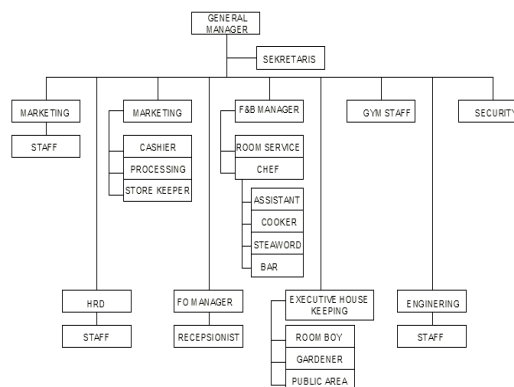 GENERAL
MANAGER
SEKRETARIS
MARKETING
MARKETING
F&B MANAGER
GYM STAFF
SECURITY
STAFF
CASHIER
PROCESSING
STORE KEEPER
ROOM SERVICE
CHEF
ASSISTANT
COOKER
STEAWORD
BAR
HRD
STAFF
FO MANAGER
RECEPSIONIST
EXECUTIVE HOUSE
KEEPING
ROOM BOY
GARDENER
PUBLIC AREA
ENGINERING
STAFF